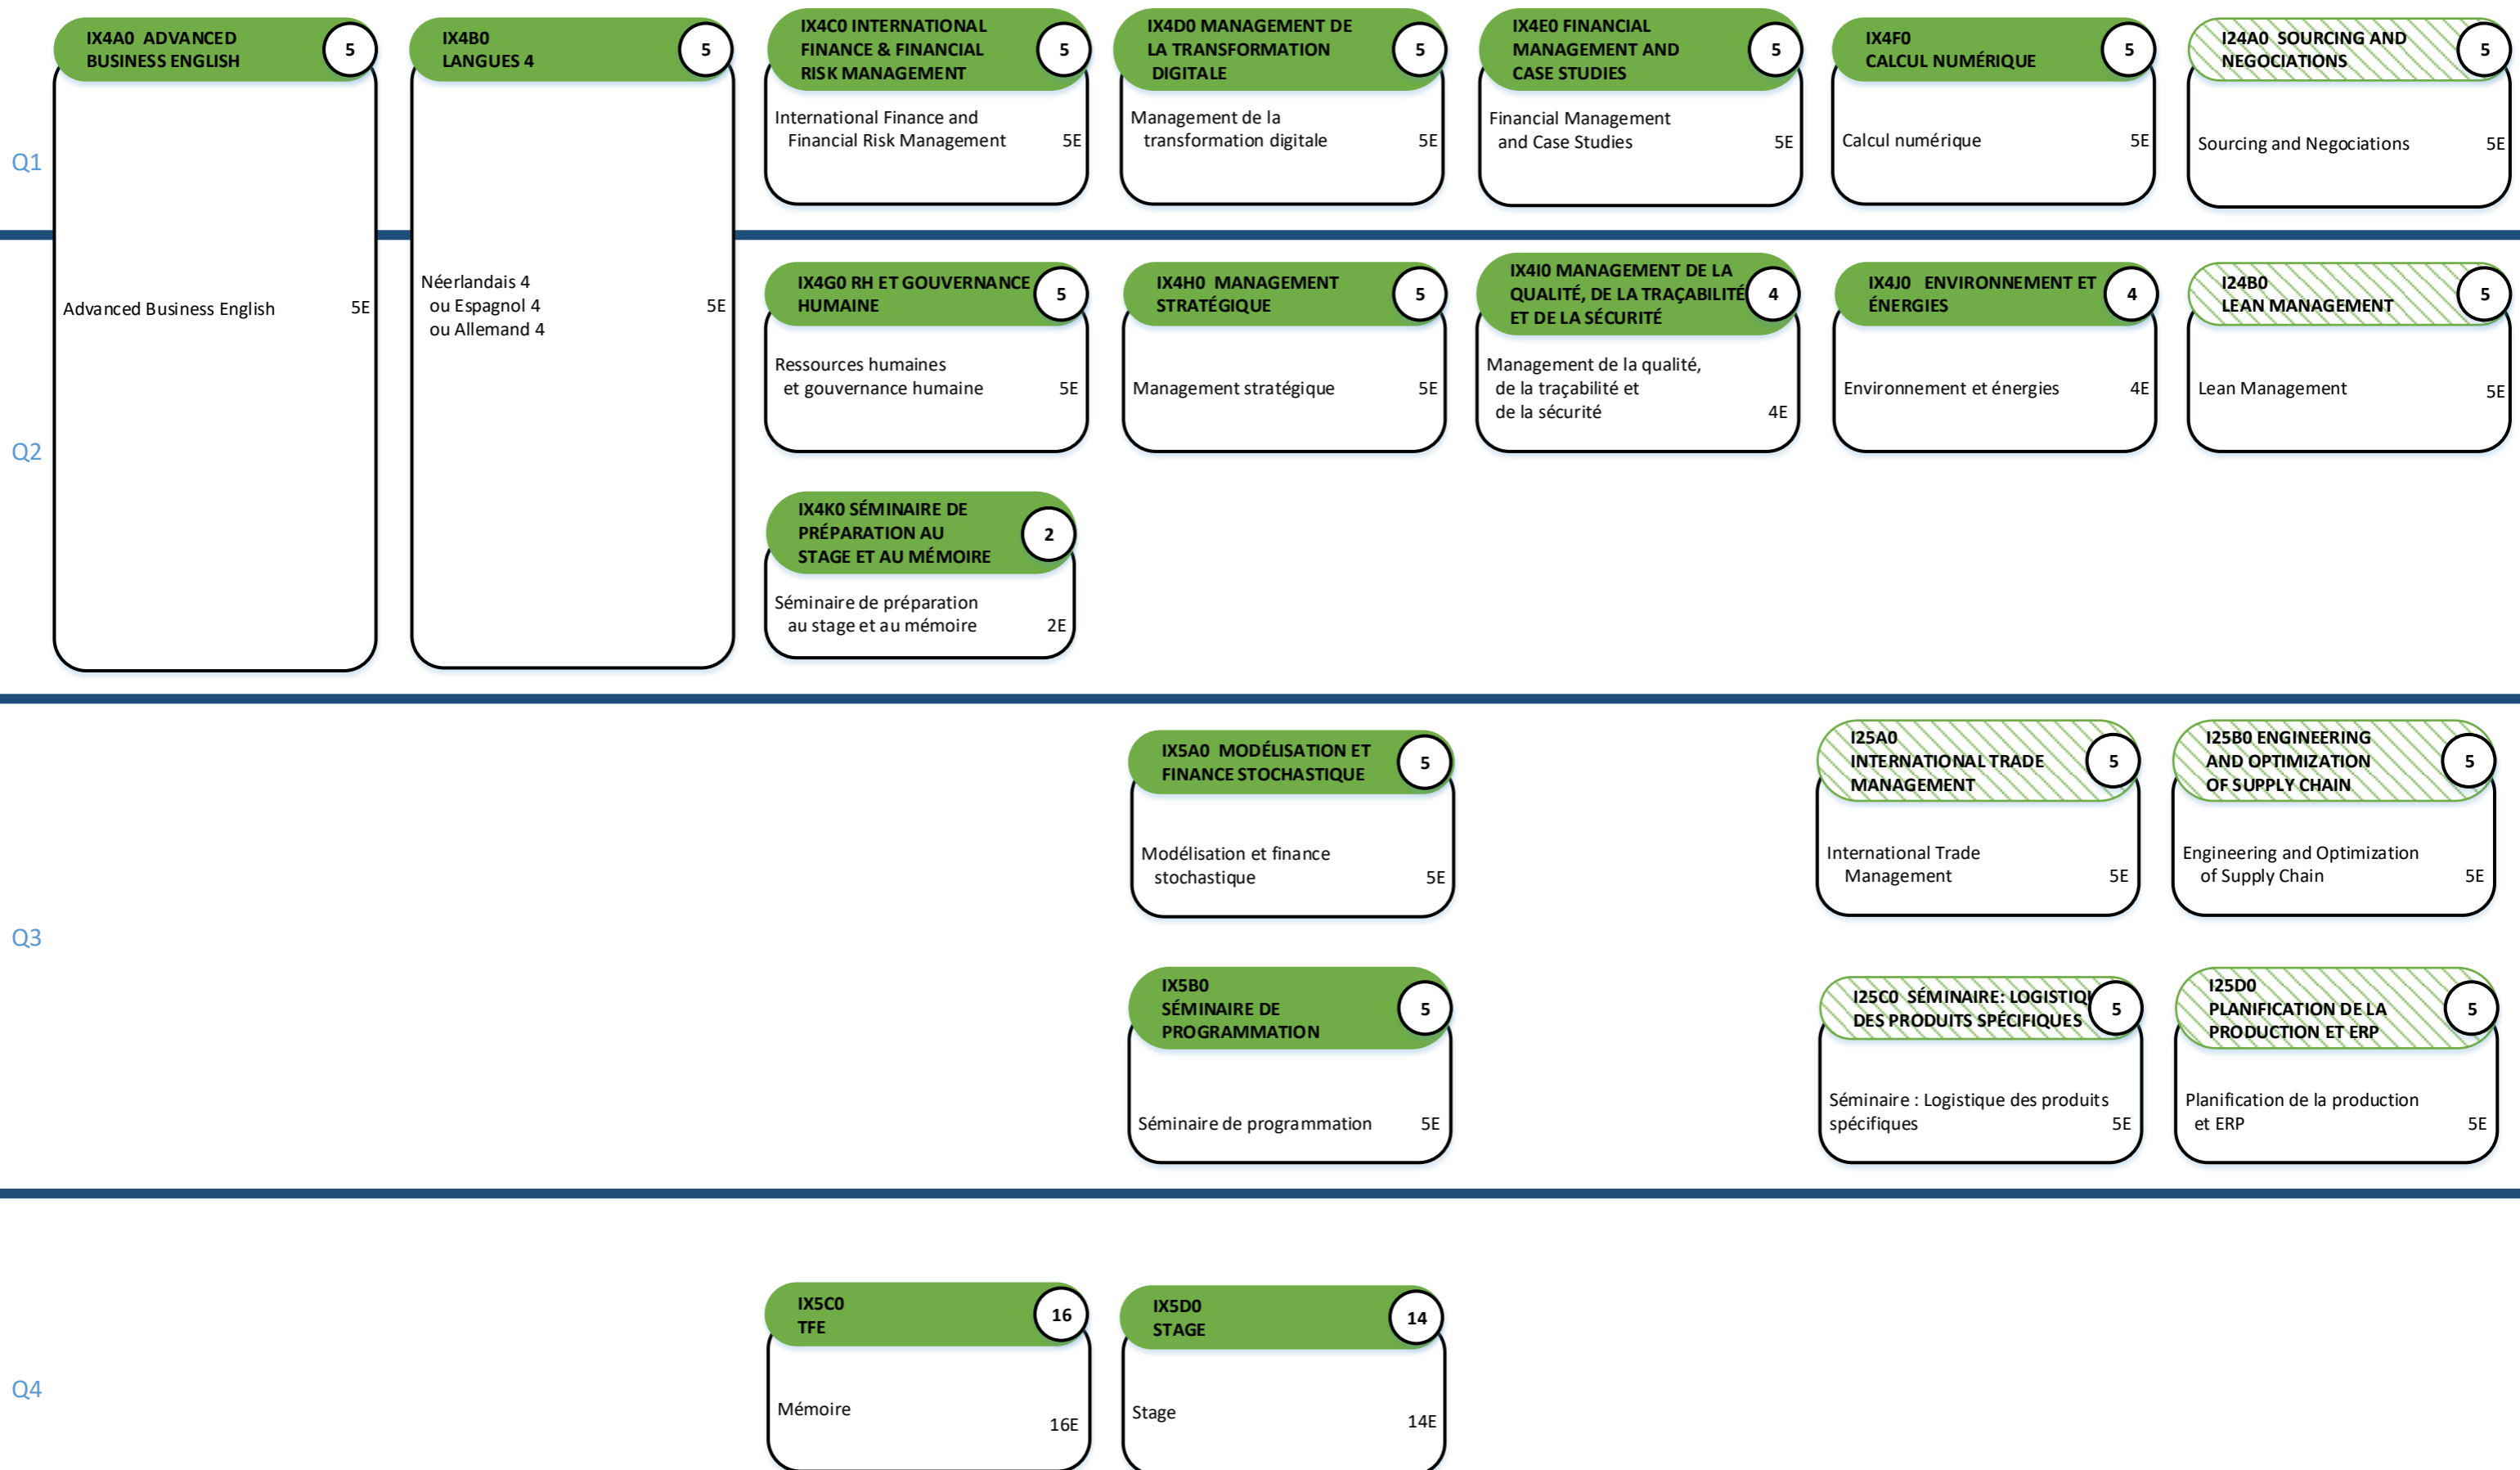 IX4A0 ADVANCED
BUSINESS ENGLISH
5
Advanced Business English 5E
IX4B0
LANGUES 4
5
Néerlandais 4
ou Espagnol 4
ou Allemand 4
5E
Q1
IX4C0 INTERNATIONAL
FINANCE & FINANCIAL
RISK MANAGEMENT
5
International Finance and
Financial Risk Management 5E
IX4D0 MANAGEMENT DE
LA TRANSFORMATION
DIGITALE
5
Management de la
transformation digitale 5E
IX4E0 FINANCIAL
MANAGEMENT AND
CASE STUDIES
5
Financial Management
and Case Studies 5E
IX4F0
CALCUL NUMÉRIQUE
5
Calcul numérique 5E
I24A0 SOURCING AND
NEGOCIATIONS
5
Sourcing and Negociations 5E
Q2
IX4G0 RH ET GOUVERNANCE
HUMAINE
5
Ressources humaines
et gouvernance humaine 5E
IX4H0 MANAGEMENT
STRATÉGIQUE
5
Management stratégique 5E
IX4I0 MANAGEMENT DE LA
QUALITÉ, DE LA TRAÇABILITÉ
ET DE LA SÉCURITÉ
4
Management de la qualité,
de la traçabilité et
de la sécurité 4E
IX4J0 ENVIRONNEMENT ET
ÉNERGIES
4
Environnement et énergies 4E
I24B0
LEAN MANAGEMENT
5
Lean Management 5E
IX4K0 SÉMINAIRE DE
PRÉPARATION AU
STAGE ET AU MÉMOIRE
2
Séminaire de préparation
au stage et au mémoire 2E
Q3
IX5A0 MODÉLISATION ET
FINANCE STOCHASTIQUE
5
Modélisation et finance
stochastique 5E
I25A0
INTERNATIONAL TRADE
MANAGEMENT
5
International Trade
Management 5E
I25B0 ENGINEERING
AND OPTIMIZATION
OF SUPPLY CHAIN
5
Engineering and Optimization
of Supply Chain 5E
IX5B0
SÉMINAIRE DE
PROGRAMMATION
5
Séminaire de programmation 5E
I25C0 SÉMINAIRE: LOGISTIQU
DES PRODUITS SPÉCIFIQUES
5
Séminaire : Logistique des produits
spécifiques 5E
I25D0
PLANIFICATION DE LA
PRODUCTION ET ERP
5
Planification de la production
et ERP 5E
Q4
IX5C0
TFE
16
Mémoire
16E
IX5D0
STAGE
14
Stage
14E